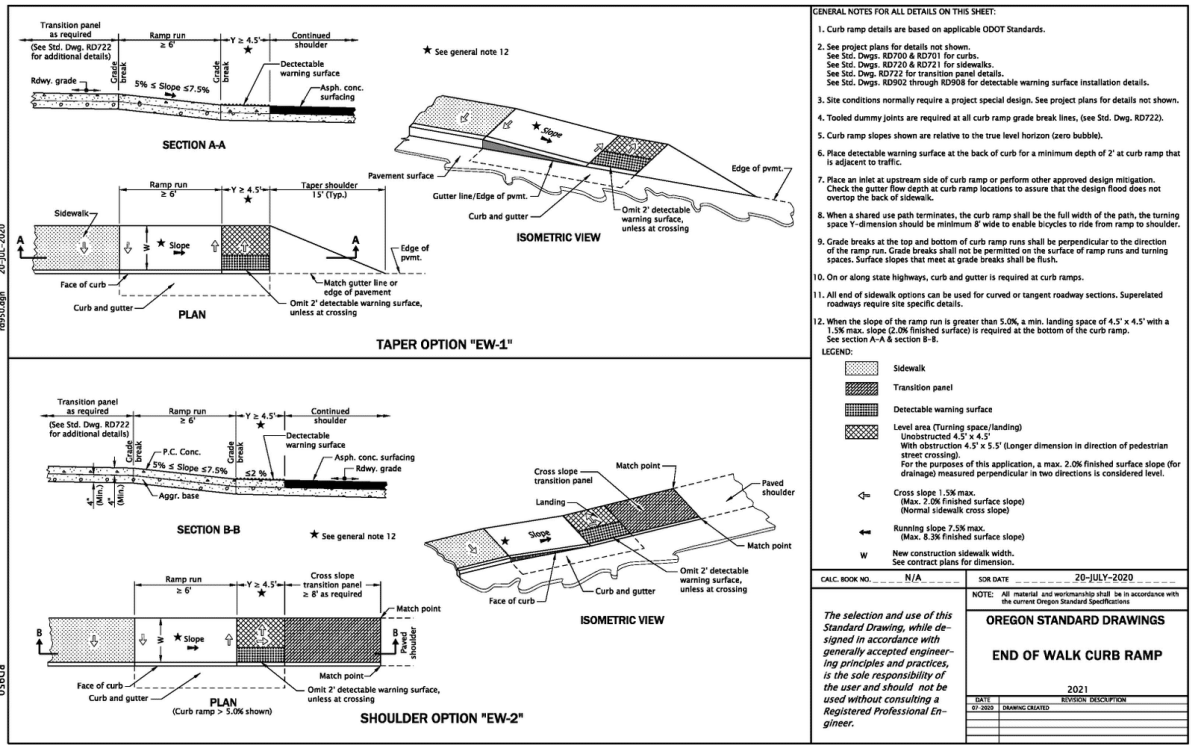 Transition panel
as required
(See Std. Dwg. RD722
for additional details)
Ramp run
≥ 6'
Y ≥ 4.5'
★
Continued
shoulder
Grade
break
Grade
break
Dectectable
warning surface
Rdwy. grade
5% ≤ Slope ≤7.5%
Asph. conc.
surfacing
SECTION A-A
★ See general note 12
★ Slope
Pavement surface
Gutter line/Edge of pvmt.
Curb and gutter
Edge of pvmt.
Omit 2' detectable
warning surface,
unless at crossing
ISOMETRIC VIEW
Ramp run
≥ 6'
Y ≥ 4.5'
★
Taper shoulder
15' (Typ.)
Sidewalk
A
W
★ Slope
A
Edge of
pvmt.
Face of curb
Match gutter line or
edge of pavement
Curb and gutter
Omit 2' detectable warning surface,
unless at crossing
PLAN
TAPER OPTION "EW-1"
Transition panel
as required
(See Std. Dwg. RD722
for additional details)
Ramp run
≥ 6'
Y ≥ 4.5'
★
Continued
shoulder
Grade
break
Grade
break
Dectectable
warning surface
P.C. Conc.
5% ≤ Slope ≤7.5%
≤2 %
Asph. conc. surfacing
Rdwy. grade
4"
(Min.)
4"
(Min.)
Aggr. base
SECTION B-B
★ See general note 12
Cross slope
transition panel
Match point
Landing
Paved
shoulder
★
Slope
Match point
Omit 2' detectable
warning surface,
unless at crossing
Face of curb
Curb and gutter
ISOMETRIC VIEW
Ramp run
≥ 6'
Y ≥ 4.5'
★
Cross slope
transition panel
≥ 8' as required
Match point
B
W
★ Slope
B
Paved
shoulder
Match point
Face of curb
Curb and gutter
Omit 2' detectable warning surface,
unless at crossing
PLAN
(Curb ramp > 5.0% shown)
SHOULDER OPTION "EW-2"
20-JUL-2020
rd950.dgn
RD950
GENERAL NOTES FOR ALL DETAILS ON THIS SHEET:
1. Curb ramp details are based on applicable ODOT Standards.
2. See project plans for details not shown.
See Std. Dwgs. RD700 & RD701 for curbs.
See Std. Dwgs. RD720 & RD721 for sidewalks.
See Std. Dwg. RD722 for transition panel details.
See Std. Dwgs. RD902 through RD908 for detectable warning surface installation details.
3. Site conditions normally require a project special design. See project plans for details not shown.
4. Tooled dummy joints are required at all curb ramp grade break lines, (see Std. Dwg. RD722).
5. Curb ramp slopes shown are relative to the true level horizon (zero bubble).
6. Place detectable warning surface at the back of curb for a minimum depth of 2' at curb ramp that
is adjacent to traffic.
7. Place an inlet at upstream side of curb ramp or perform other approved design mitigation.
Check the gutter flow depth at curb ramp locations to assure that the design flood does not
overtop the back of sidewalk.
8. When a shared use path terminates, the curb ramp shall be the full width of the path, the turning
space Y-dimension should be minimum 8' wide to enable bicycles to ride from ramp to shoulder.
9. Grade breaks at the top and bottom of curb ramp runs shall be perpendicular to the direction
of the ramp run. Grade breaks shall not be permitted on the surface of ramp runs and turning
spaces. Surface slopes that meet at grade breaks shall be flush.
10. On or along state highways, curb and gutter is required at curb ramps.
11. All end of sidewalk options can be used for curved or tangent roadway sections. Superelated
roadways require site specific details.
12. When the slope of the ramp run is greater than 5.0%, a min. landing space of 4.5' x 4.5' with a
1.5% max. slope (2.0% finished surface) is required at the bottom of the curb ramp.
See section A-A & section B-B.
LEGEND:
Sidewalk
Transition panel
Detectable warning surface
Level area (Turning space/landing)
Unobstructed 4.5' x 4.5'
With obstruction 4.5' x 5.5' (Longer dimension in direction of pedestrian
street crossing).
For the purposes of this application, a max. 2.0% finished surface slope (for
drainage) measured perpendicular in two directions is considered level.
Cross slope 1.5% max.
(Max. 2.0% finished surface slope)
(Normal sidewalk cross slope)
Running slope 7.5% max.
(Max. 8.3% finished surface slope)
W New construction sidewalk width.
See contract plans for dimension.
CALC. BOOK NO. N/A
SDR DATE 20-JULY-2020
NOTE: All material and workmanship shall be in accordance with
the current Oregon Standard Specifications
The selection and use of this
Standard Drawing, while de-
signed in accordance with
generally accepted engineer-
ing principles and practices,
is the sole responsibility of
the user and should not be
used without consulting a
Registered Professional En-
gineer.
OREGON STANDARD DRAWINGS
END OF WALK CURB RAMP
2021
DATE REVISION DESCRIPTION
07-2020 DRAWING CREATED